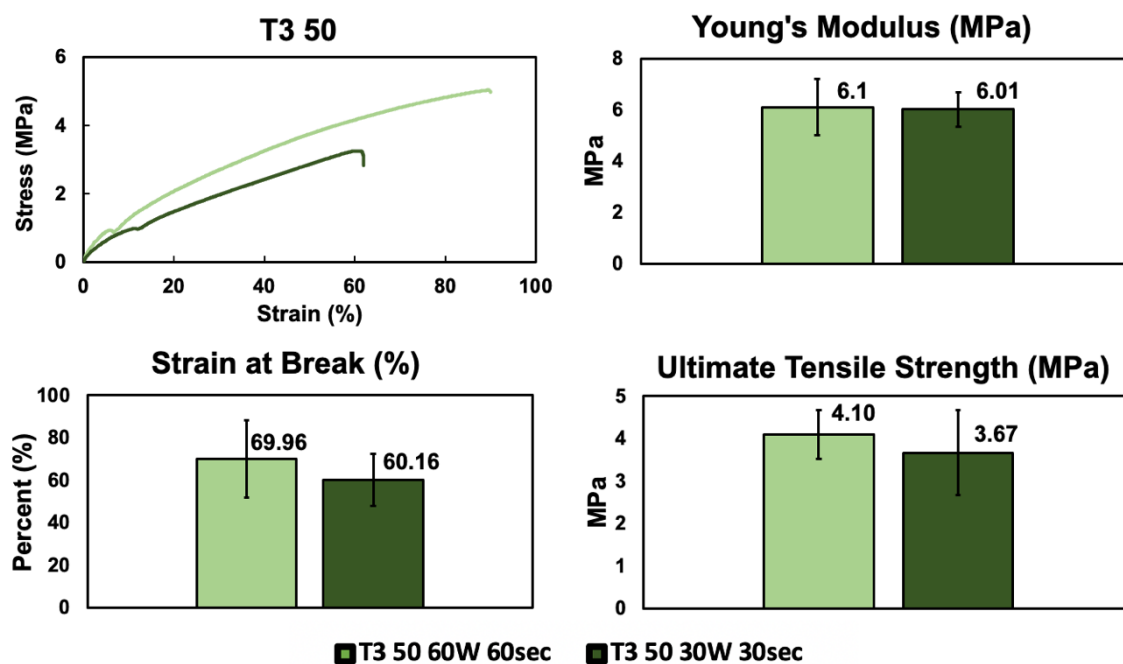 T3 50
Stress (MPa)
6
4
2
0
0 20 40 60 80 100
Strain (%)
Young's Modulus (MPa)
MPa
8
6
4
2
0
6.1
6.01
Strain at Break (%)
Percent (%)
100
80
60
40
20
0
69.96
60.16
Ultimate Tensile Strength (MPa)
MPa
5
4
3
2
1
0
4.10
3.67
T3 50 60W 60sec
T3 50 30W 30sec